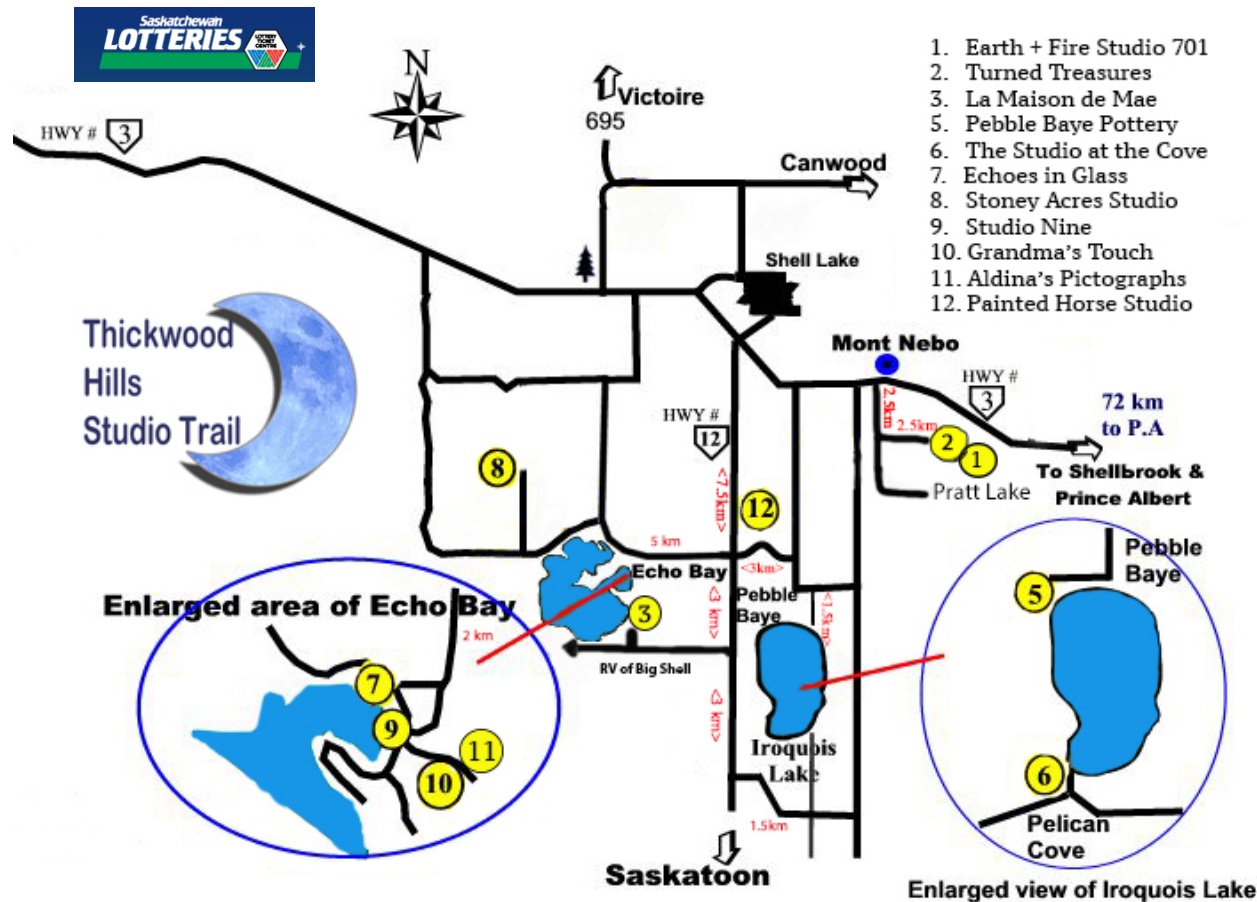 Saskatchewan
LOTTERIES
LOTTERY
TICKET
CENTRE
N
Victoire
695
HWY # 3
Canwood
1. Earth + Fire Studio 701
2. Turned Treasures
3. La Maison de Mae
5. Pebble Baye Pottery
6. The Studio at the Cove
7. Echoes in Glass
8. Stoney Acres Studio
9. Studio Nine
10. Grandma's Touch
11. Aldina's Pictographs
12. Painted Horse Studio
Shell Lake
Thickwood
Hills
Studio Trail
Mont Nebo
HWY #
3
72 km
to P.A
2.5km
2.5km
2
1
To Shellbrook &
Prince Albert
Pratt Lake
HWY #
12
8
<7.5km>
12
5 km
<3km>
Echo Bay
Pebble
Baye
<3 km>
<1.5km>
3
RV of Big Shell
<3 km>
Iroquois
Lake
1.5km
Saskatoon
Enlarged area of Echo Bay
2 km
7
9
11
10
Pebble
Baye
5
6
Pelican
Cove
Enlarged view of Iroquois Lake